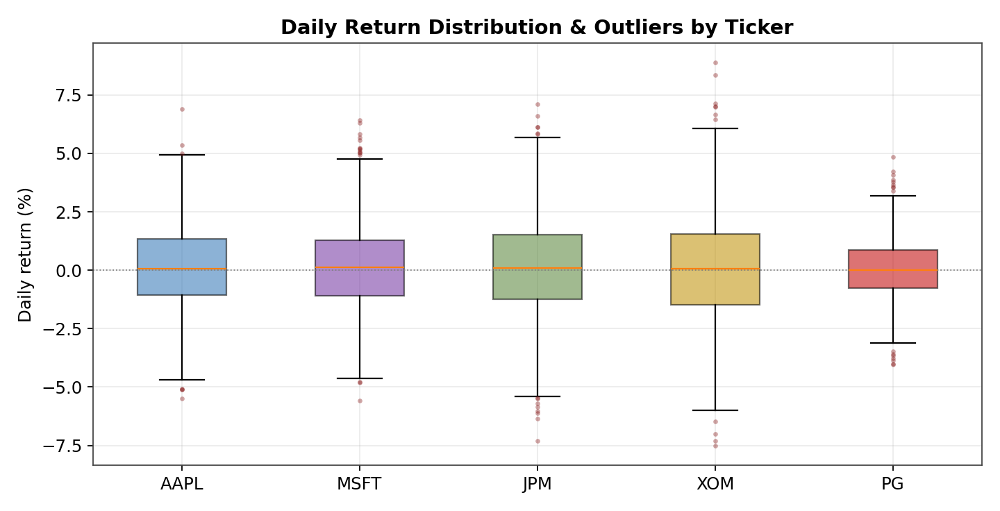 Daily Return Distribution & Outliers by Ticker
Daily return (%)
7.5
5.0
2.5
0.0
−2.5
−5.0
−7.5
AAPL
MSFT
JPM
XOM
PG